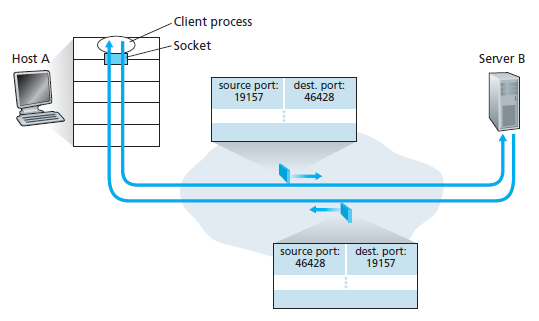 Client process
Socket
Host A
Server B
source port: dest. port:
19157 46428
source port: dest. port:
46428 19157